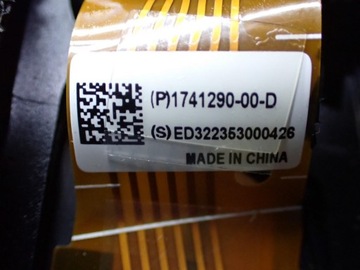 (P)1741290-00-D
(S)ED322353000426
MADE IN CHINA